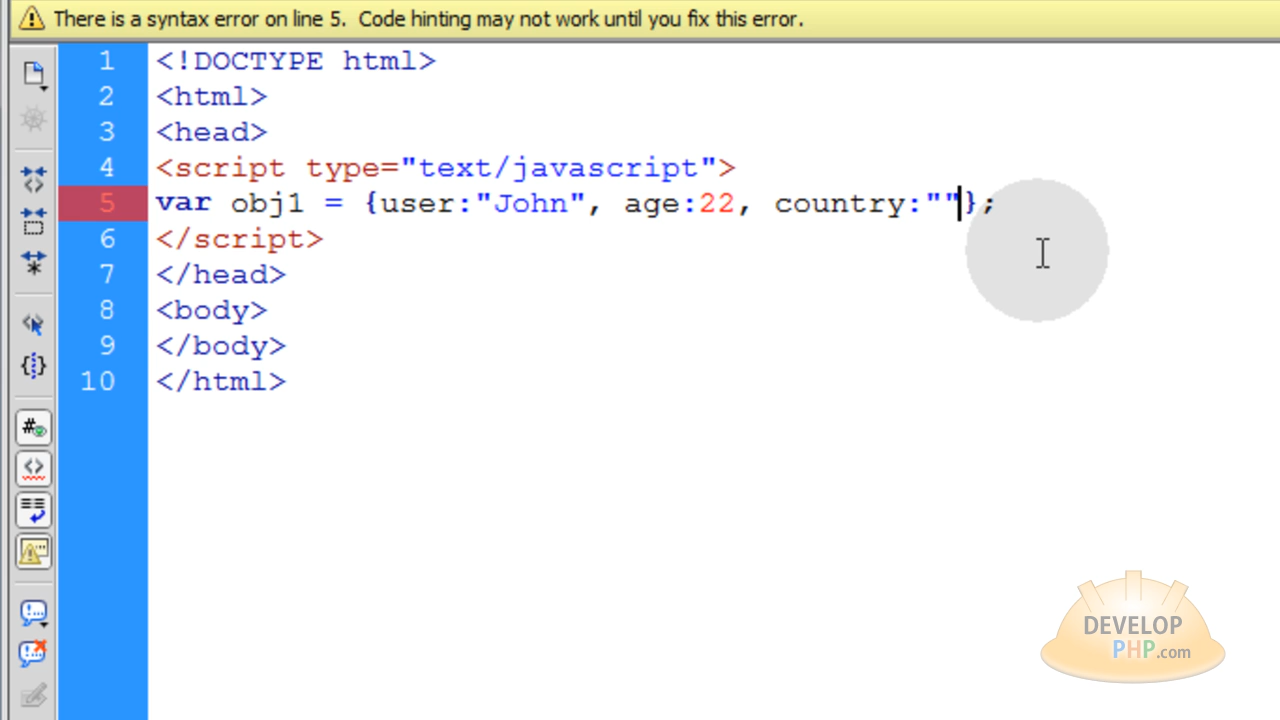 There is a syntax error on line 5.  Code hinting may not work until you fix this error.
1 <!DOCTYPE html>
2 <html>
3 <head>
4 <script type="text/javascript">
5 var obj1 = {user:"John", age:22, country:""};
6 </script>
7 </head>
8 <body>
9 </body>
10 </html>
DEVELOP
PHP.com